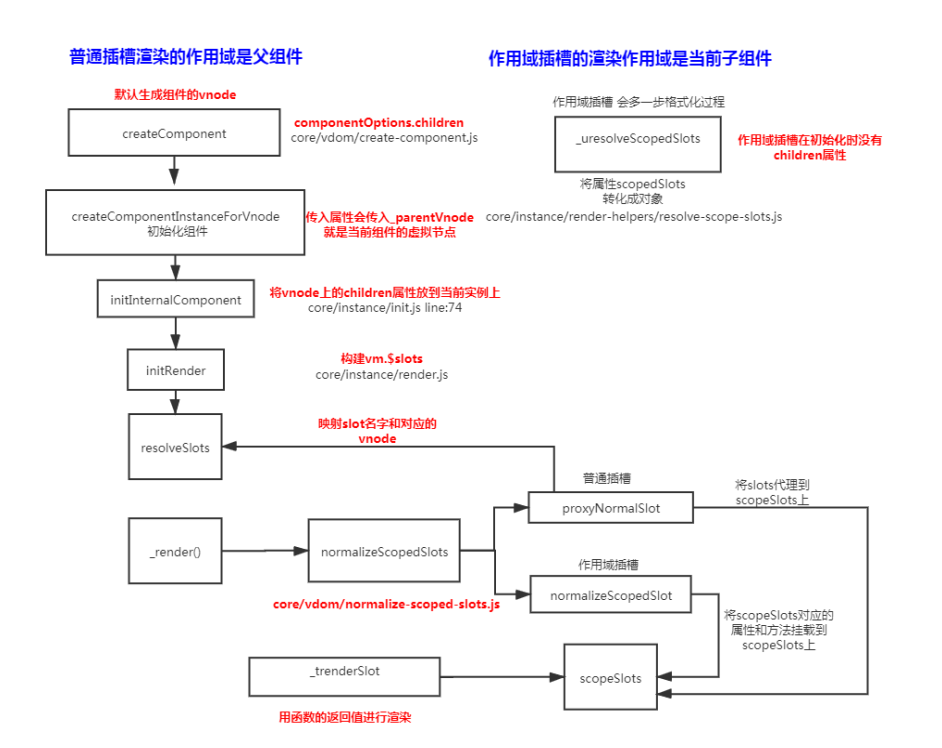 普通插槽渲染的作用域是父组件
作用域插槽的渲染作用域是当前子组件
默认生成组件的vnode
createComponent
componentOptions.children
core/vdom/create-component.js
作用域插槽 会多一步格式化过程
_uresolveScopedSlots
作用域插槽在初始化时没有
children属性
将属性scopedSlots
转化成对象
core/instance/render-helpers/resolve-scope-slots.js
createComponentInstanceForVnode
初始化组件
传入属性会传入_parentVnode
就是当前组件的虚拟节点
initInternalComponent
将vnode上的children属性放到当前实例上
core/instance/init.js line:74
initRender
构建vm.$slots
core/instance/render.js
resolveSlots
映射slot名字和对应的
vnode
普通插槽
proxyNormalSlot
将slots代理到
scopeSlots上
_render()
normalizeScopedSlots
core/vdom/normalize-scoped-slots.js
作用域插槽
normalizeScopedSlot
将scopeSlots对应的
属性和方法挂载到
scopeSlots上
_trenderSlot
scopeSlots
用函数的返回值进行渲染